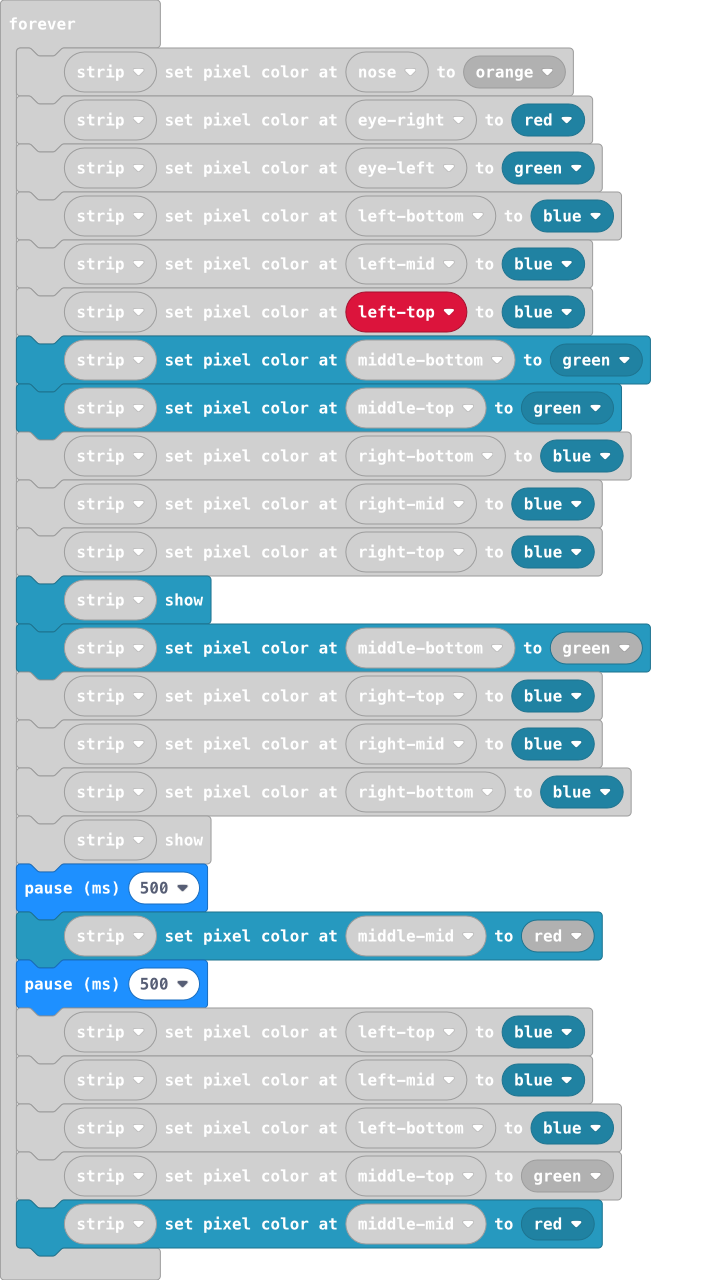 forever
strip set pixel color at nose to orange
strip set pixel color at eye-right to red
strip set pixel color at eye-left to green
strip set pixel color at left-bottom to blue
strip set pixel color at left-mid to blue
strip set pixel color at left-top to blue
strip set pixel color at middle-bottom to green
strip set pixel color at middle-top to green
strip set pixel color at right-bottom to blue
strip set pixel color at right-mid to blue
strip set pixel color at right-top to blue
strip show
strip set pixel color at middle-bottom to green
strip set pixel color at right-top to blue
strip set pixel color at right-mid to blue
strip set pixel color at right-bottom to blue
strip show
pause (ms) 500
strip set pixel color at middle-mid to red
pause (ms) 500
strip set pixel color at left-top to blue
strip set pixel color at left-mid to blue
strip set pixel color at left-bottom to blue
strip set pixel color at middle-top to green
strip set pixel color at middle-mid to red